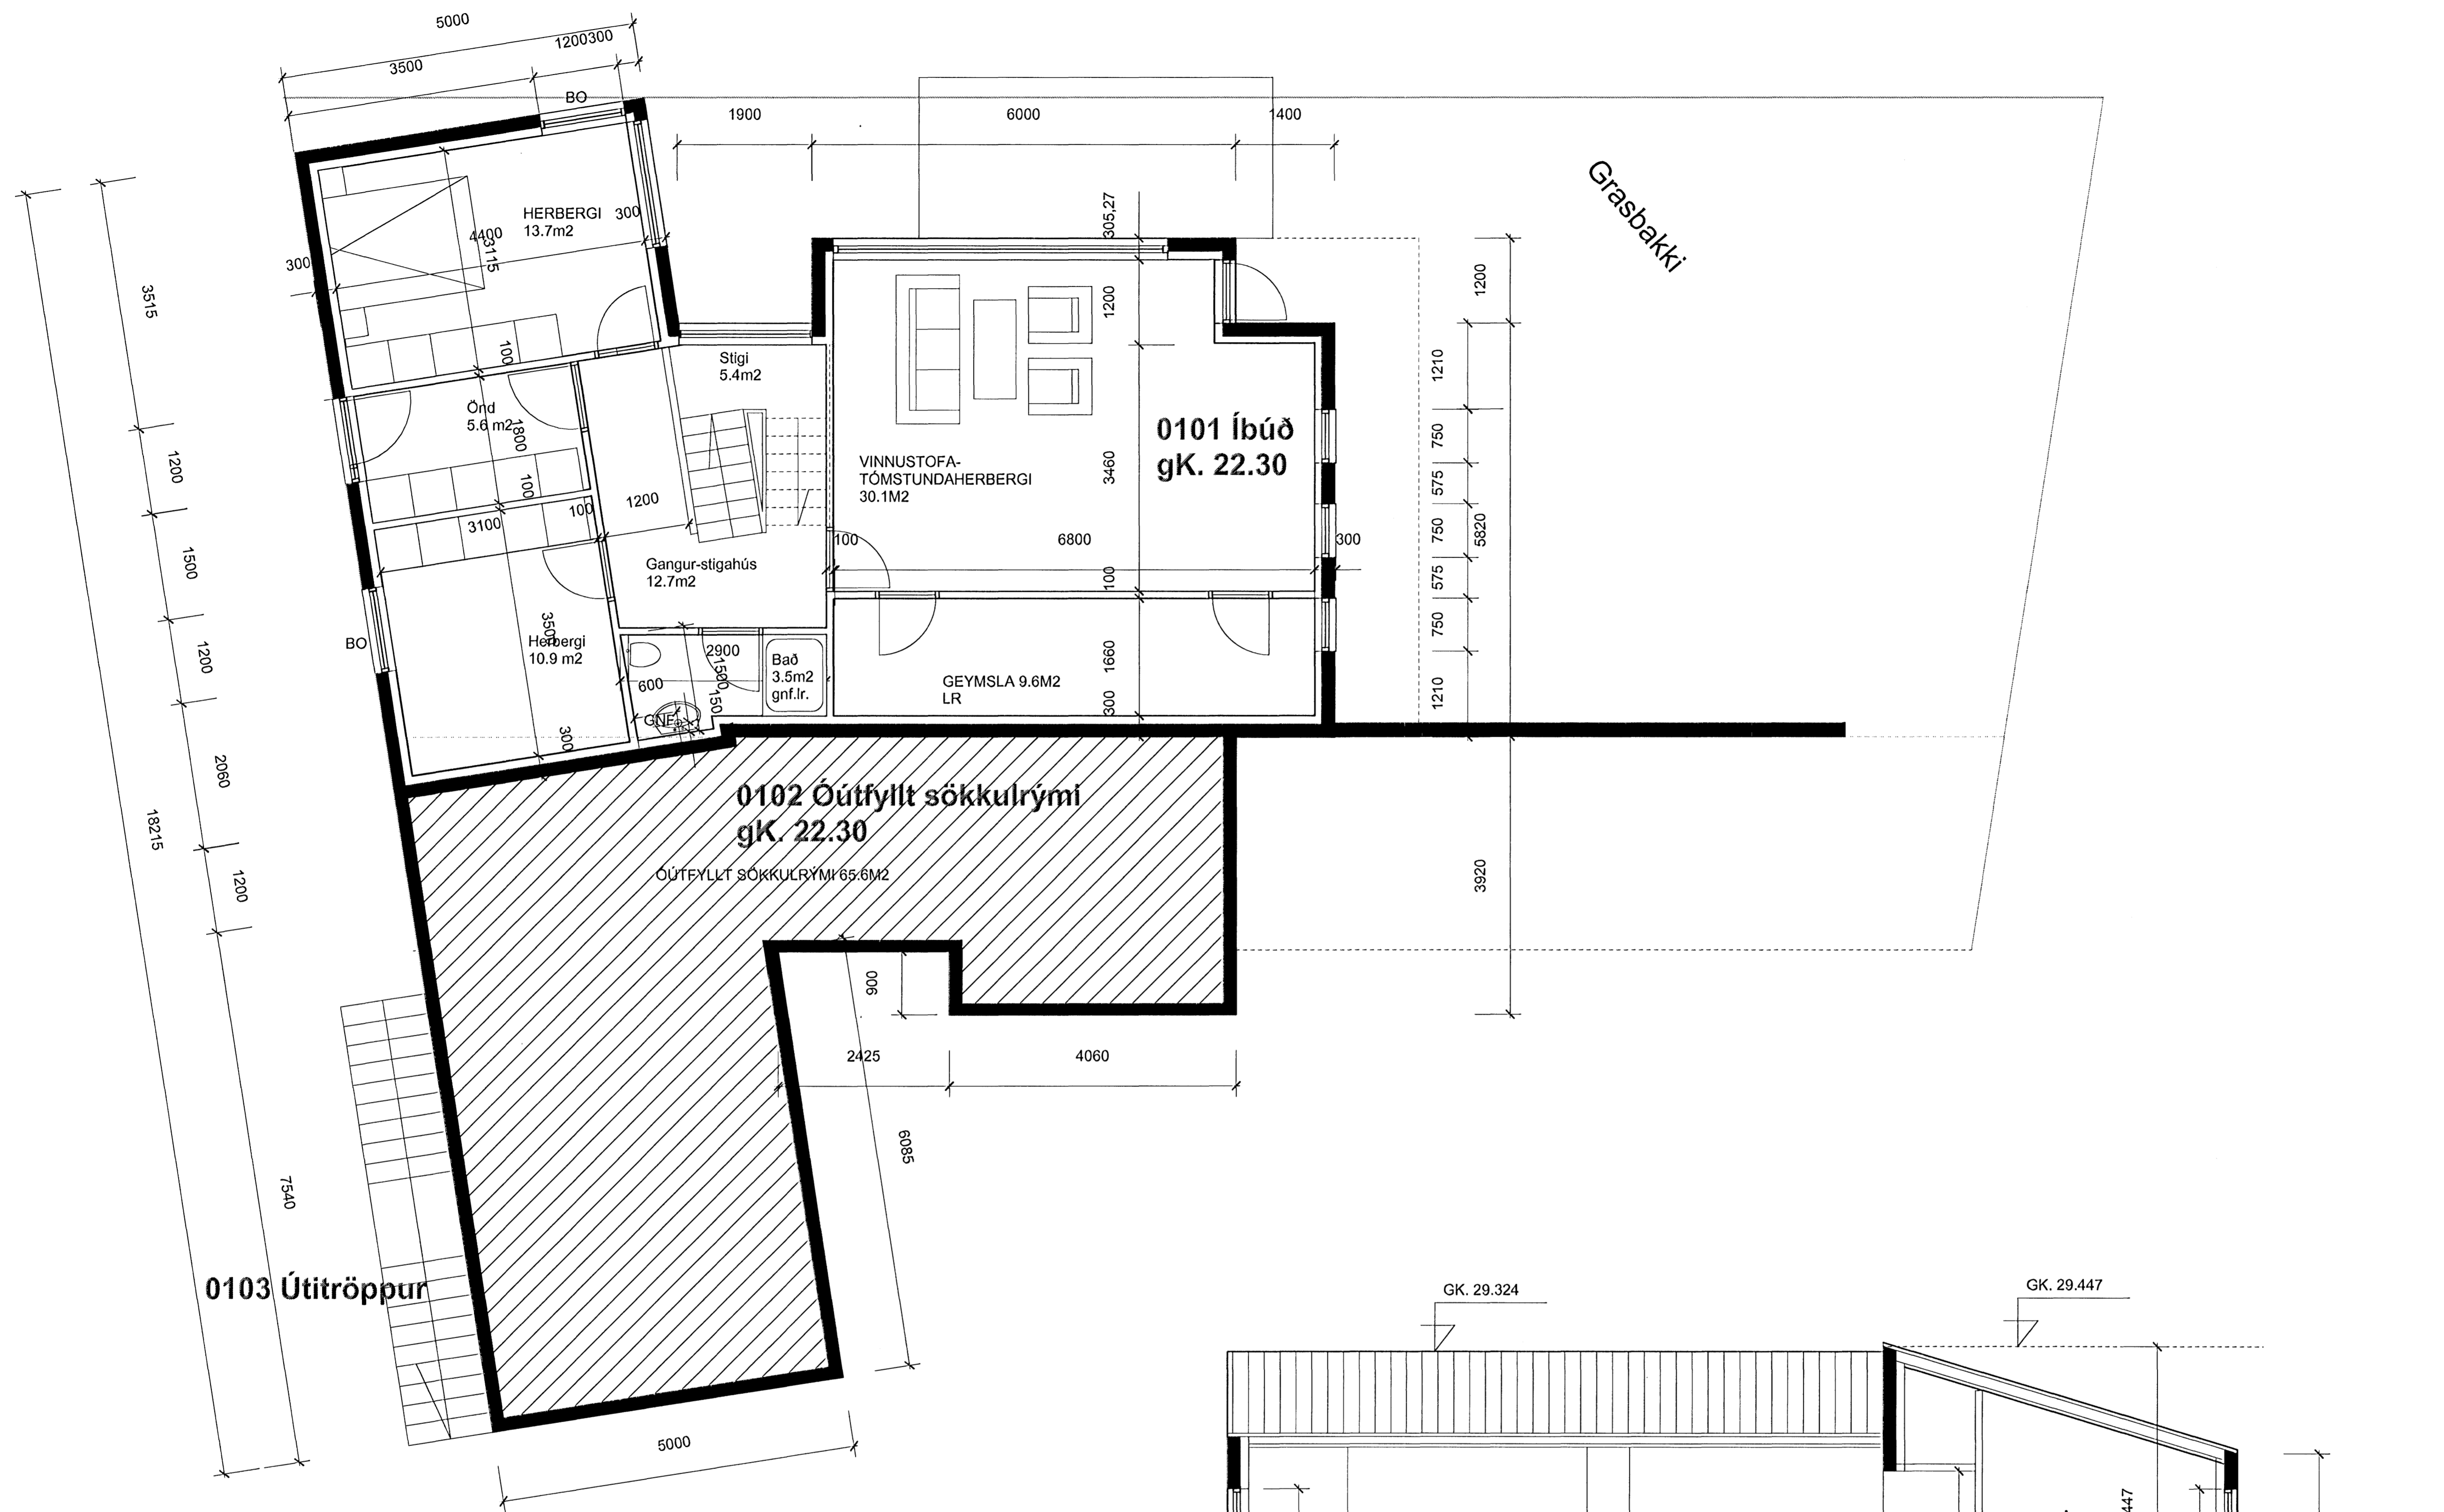 5000
1200300
3500
BO
1900
6000
1400
Grasbakki
HERBERGI
13.7m2
300
4400
3115
300
305,27
1200
1200
3515
1210
Stigi
5.4m2
100
Önd
5.6 m2
1800
0101 Íbúð
gK. 22.30
750
VINNUSTOFA-
TÓMSTUNDAHERBERGI
30.1M2
3460
1200
575
100
1200
3100
100
750
5820
100
6800
300
1500
Gangur-stigahús
12.7m2
100
575
3500
Herbergi
10.9 m2
BO
750
2900
1500
Bað
3.5m2
gnf.lr.
1660
1200
600
GEYMSLA 9.6M2
LR
150
300
1210
GNF
300
2060
0102 Óútfyllt sökkulrými
gK. 22.30
ÓÚTFYLLT SÖKKULRÝMI 65.6M2
18215
1200
3920
900
2425
4060
6085
7540
0103 Útitröppur
GK. 29.324
GK. 29.447
5000
447